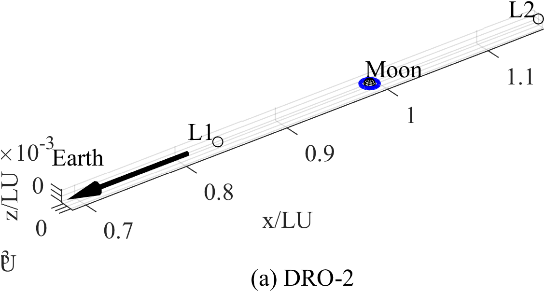 L2
Moon
1.1
1
L1
0.9
×10⁻³
Earth
0
z/LU
0.8
x/LU
0
0.7
(a) DRO-2